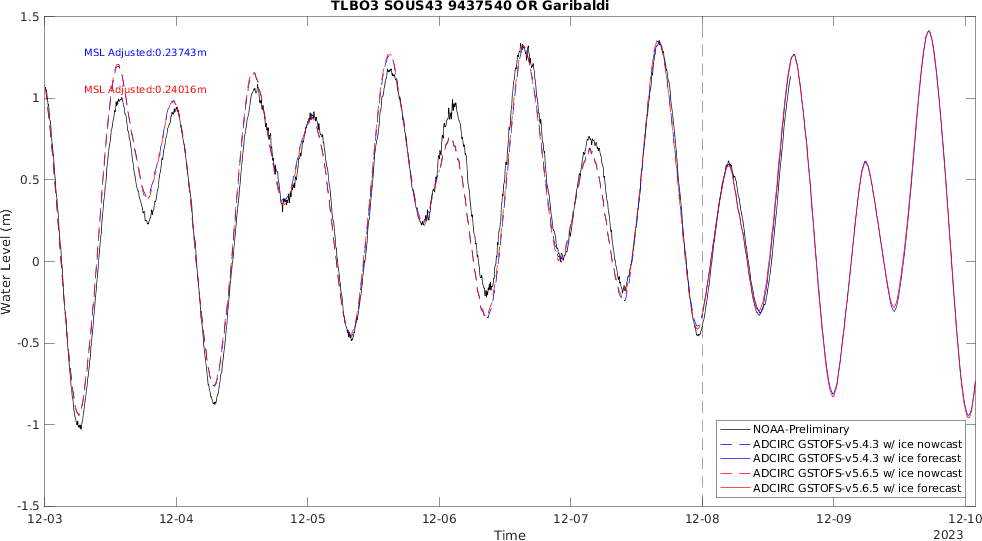 TLBO3 SOUS43 9437540 OR Garibaldi
MSL Adjusted:0.23743m
MSL Adjusted:0.24016m
1.5
1
0.5
0
-0.5
-1
-1.5
Water Level (m)
NOAA-Preliminary
ADCIRC GSTOFS-v5.4.3 w/ ice nowcast
ADCIRC GSTOFS-v5.4.3 w/ ice forecast
ADCIRC GSTOFS-v5.6.5 w/ ice nowcast
ADCIRC GSTOFS-v5.6.5 w/ ice forecast
12-03 12-04 12-05 12-06 12-07 12-08 12-09 12-10
Time
2023